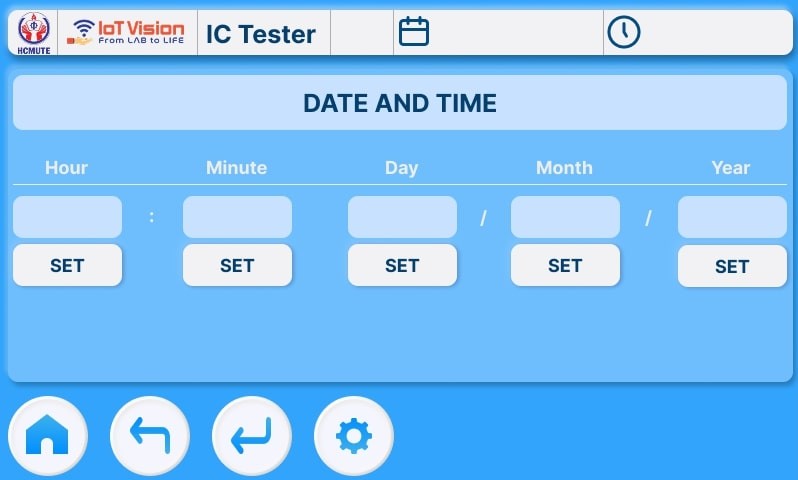 HCMUTE
IoT Vision
From LAB to LIFE
IC Tester
DATE AND TIME
Hour Minute Day Month Year
: / /
SET SET SET SET SET